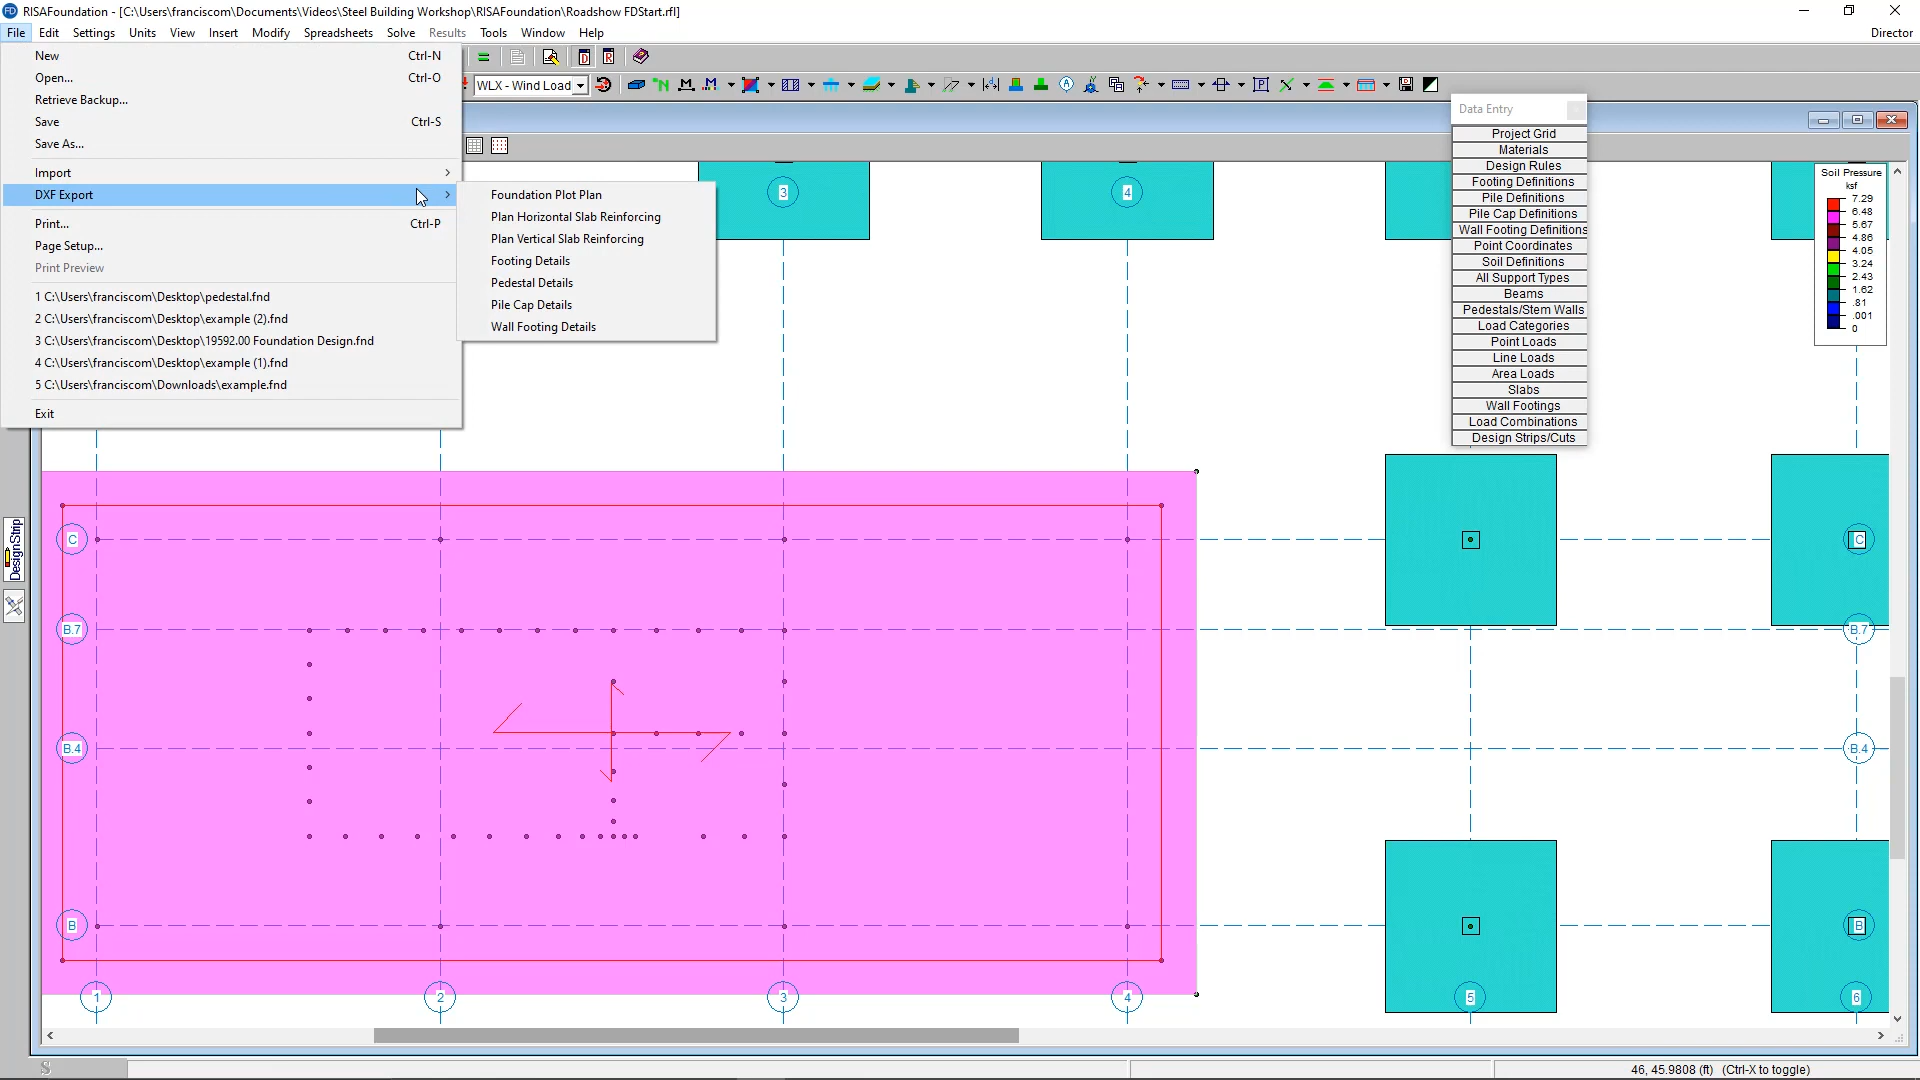 RISAFoundation - [C:\Users\franciscom\Documents\Videos\Steel Building Workshop\RISAFoundation\Roadshow FDStart.rfl]
File Edit Settings Units View Insert Modify Spreadsheets Solve Results Tools Window Help
Director
New Ctrl-N
Open... Ctrl-O
Retrieve Backup...
Save Ctrl-S
Save As...
Import
DXF Export
Print... Ctrl-P
Page Setup...
Print Preview
1 C:\Users\franciscom\Desktop\pedestal.fnd
2 C:\Users\franciscom\Desktop\example (2).fnd
3 C:\Users\franciscom\Desktop\19592.00 Foundation Design.fnd
4 C:\Users\franciscom\Desktop\example (1).fnd
5 C:\Users\franciscom\Downloads\example.fnd
Exit
Foundation Plot Plan
Plan Horizontal Slab Reinforcing
Plan Vertical Slab Reinforcing
Footing Details
Pedestal Details
Pile Cap Details
Wall Footing Details
WLX - Wind Load
Data Entry
Project Grid
Materials
Design Rules
Footing Definitions
Pile Definitions
Pile Cap Definitions
Wall Footing Definitions
Point Coordinates
Soil Definitions
All Support Types
Beams
Pedestals/Stem Walls
Load Categories
Point Loads
Line Loads
Area Loads
Slabs
Wall Footings
Load Combinations
Design Strips/Cuts
Soil Pressure
ksf
7.29
6.48
5.67
4.86
4.05
3.24
2.43
1.62
.81
.001
0
3 4
DesignStrip
C C
B.7 B.7
B.4 B.4
B B
1 2 3 4 5 6
46, 45.9808 (ft) (Ctrl-X to toggle)